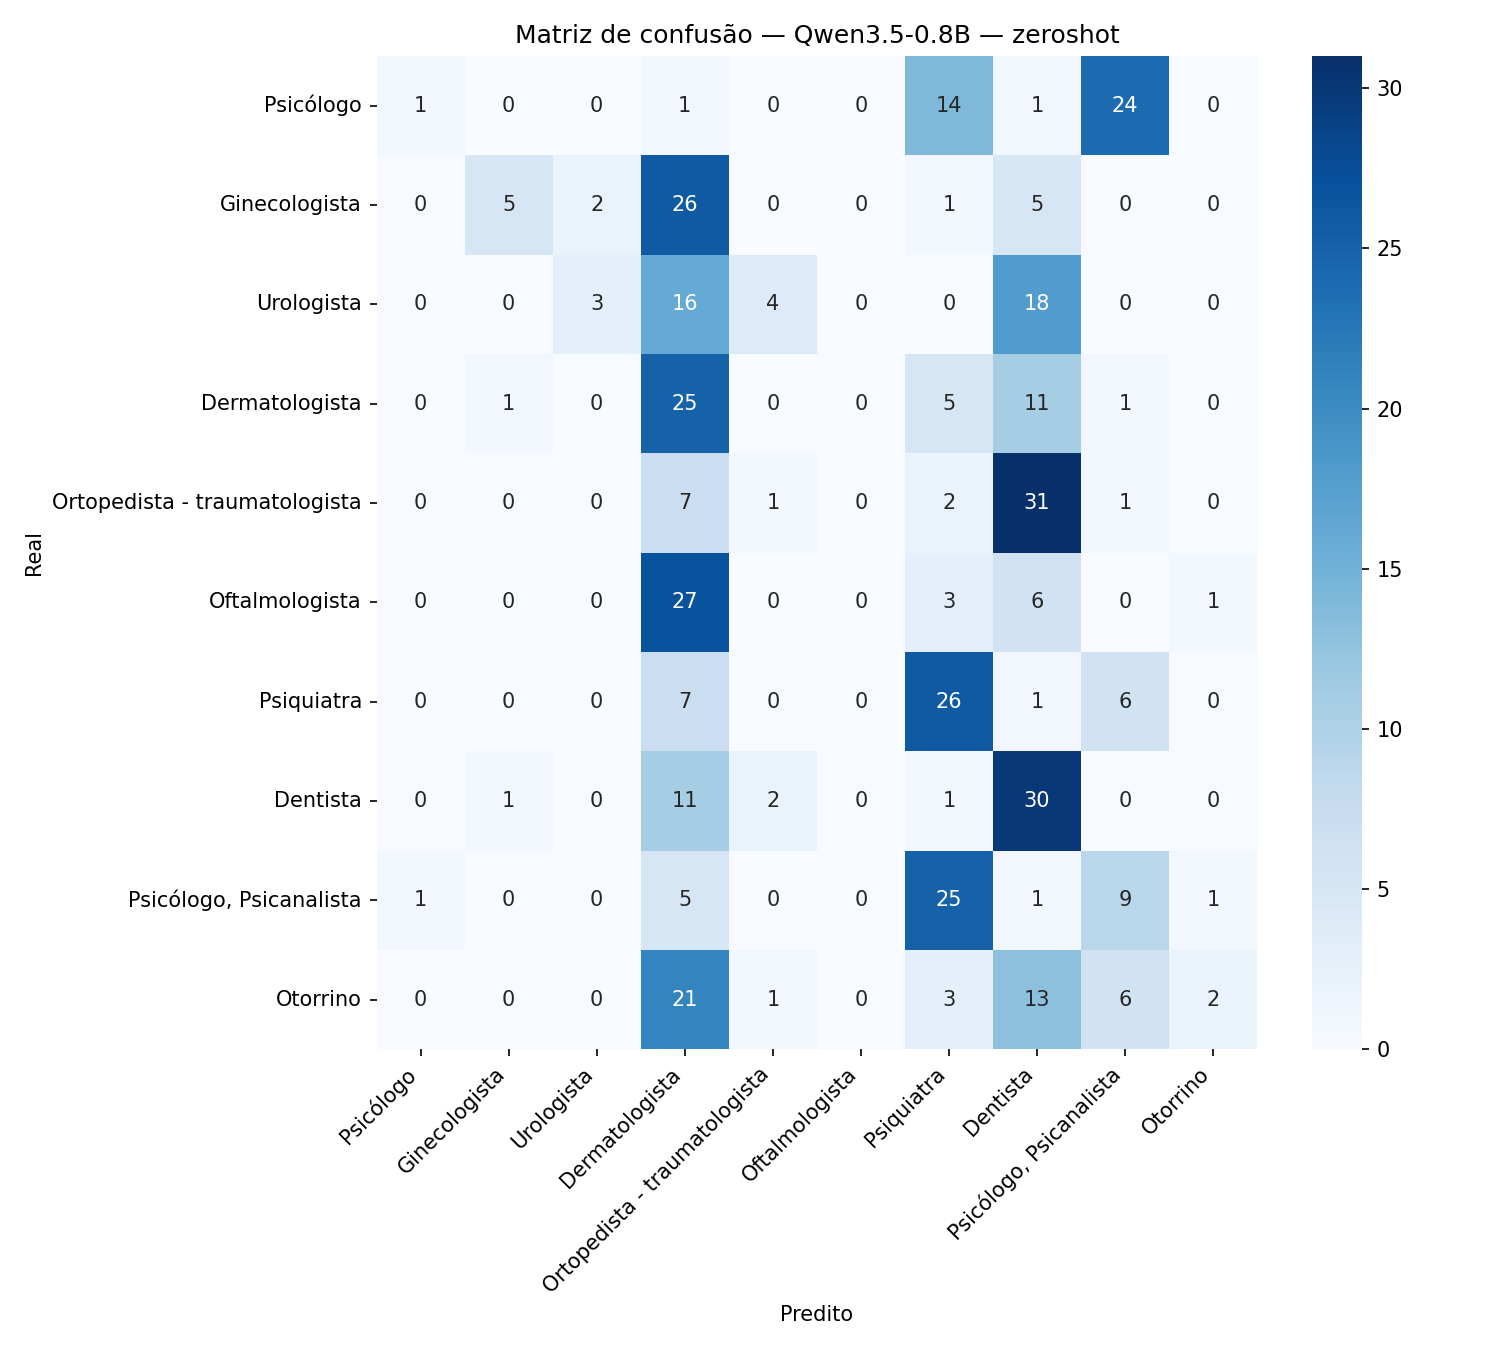 Matriz de confusão — Qwen3.5-0.8B — zeroshot
Psicólogo 1 0 0 1 0 0 14 1 24 0
Ginecologista 0 5 2 26 0 0 1 5 0 0
Urologista 0 0 3 16 4 0 0 18 0 0
Dermatologista 0 1 0 25 0 0 5 11 1 0
Ortopedista - traumatologista 0 0 0 7 1 0 2 31 1 0
Oftalmologista 0 0 0 27 0 0 3 6 0 1
Psiquiatra 0 0 0 7 0 0 26 1 6 0
Dentista 0 1 0 11 2 0 1 30 0 0
Psicólogo, Psicanalista 1 0 0 5 0 0 25 1 9 1
Otorrino 0 0 0 21 1 0 3 13 6 2
Real
Psicólogo
Ginecologista
Urologista
Dermatologista
Ortopedista - traumatologista
Oftalmologista
Psiquiatra
Dentista
Psicólogo, Psicanalista
Otorrino
Predito
30
25
20
15
10
5
0